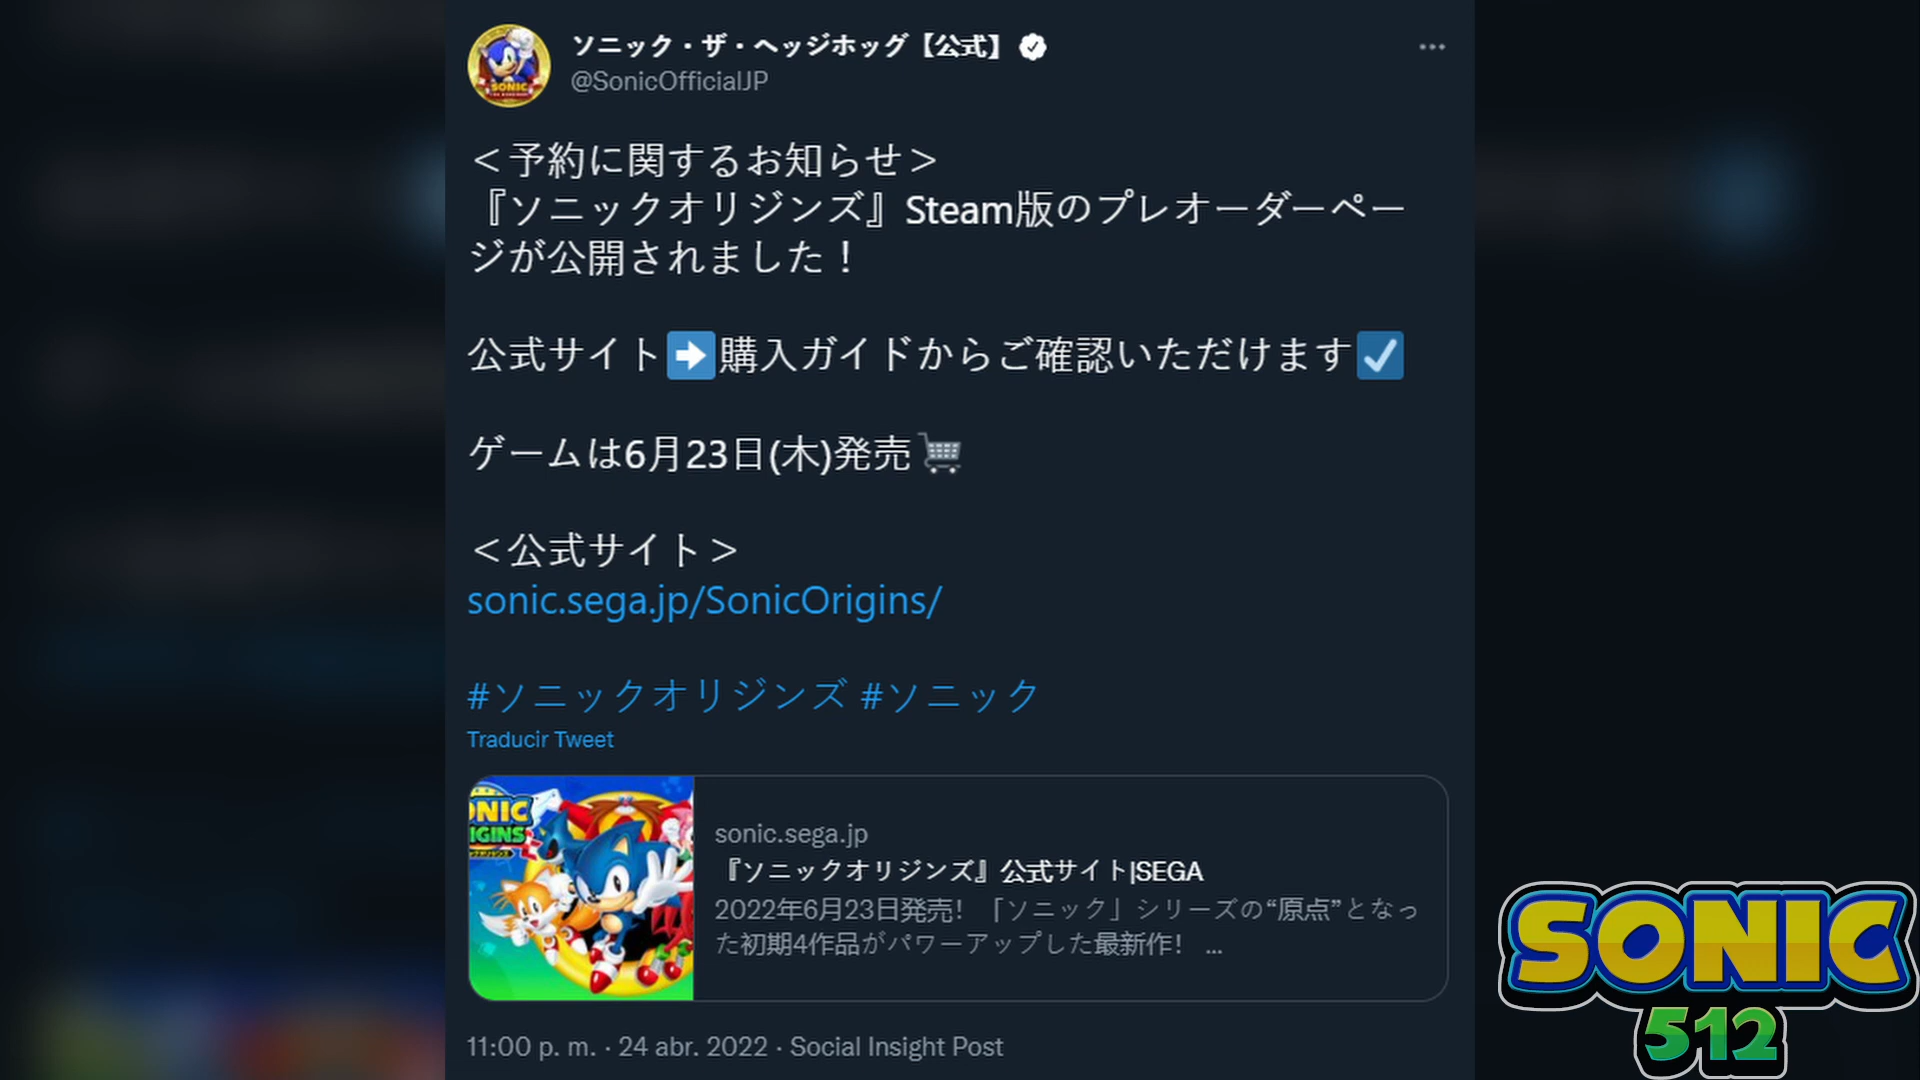 ソニック・ザ・ヘッジホッグ【公式】
@SonicOfficialJP
＜予約に関するお知らせ＞
『ソニックオリジンズ』Steam版のプレオーダーペー
ジが公開されました！
公式サイト➡購入ガイドからご確認いただけます☑
ゲームは6月23日(木)発売🛒
＜公式サイト＞
sonic.sega.jp/SonicOrigins/
#ソニックオリジンズ #ソニック
Traducir Tweet
sonic.sega.jp
『ソニックオリジンズ』公式サイト|SEGA
2022年6月23日発売！「ソニック」シリーズの“原点”となっ
た初期4作品がパワーアップした最新作！ ...
11:00 p. m. · 24 abr. 2022 · Social Insight Post
SONIC
512